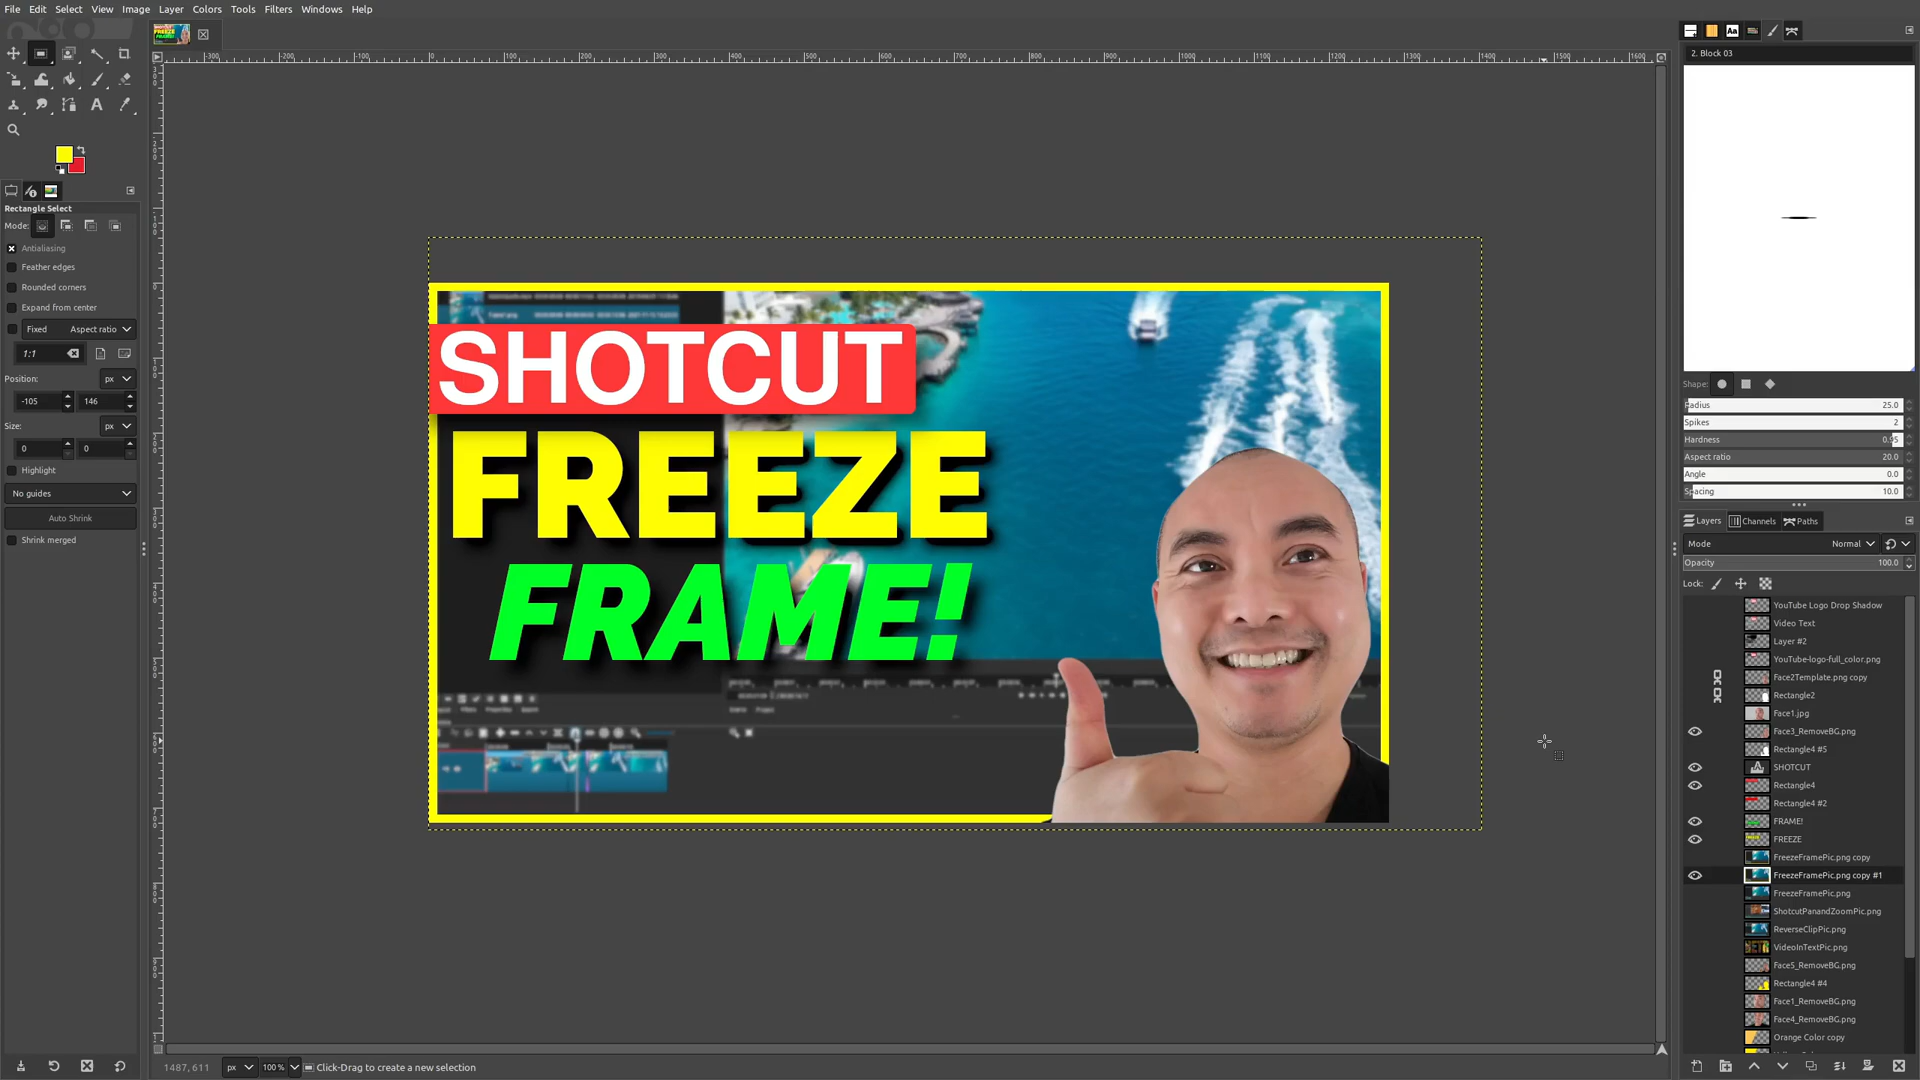 File Edit Select View Image Layer Colors Tools Filters Windows Help
2. Block 03
Rectangle Select
Mode:
Antialiasing
Feather edges
Rounded corners
Expand from center
Fixed Aspect ratio
1:1
Position: px
-105 146
Size: px
0 0
Highlight
No guides
Auto Shrink
Shrink merged
SHOTCUT
FREEZE
FRAME!
Shape:
Radius 25.0
Spikes 2
Hardness
Aspect ratio 20.0
Angle 0.0
Spacing 10.0
Layers Channels Paths
Mode Normal
Opacity 100.0
Lock:
YouTube Logo Drop Shadow
Video Text
Layer #2
YouTube-logo-full_color.png
Face2Template.png copy
Rectangle2
Face1.jpg
Face3_RemoveBG.png
Rectangle4 #5
SHOTCUT
Rectangle4
Rectangle4 #2
FRAME!
FREEZE
FreezeFramePic.png copy
FreezeFramePic.png copy #1
FreezeFramePic.png
ShotcutPanandZoomPic.png
ReverseClipPic.png
VideoInTextPic.png
Face5_RemoveBG.png
Rectangle4 #4
Face1_RemoveBG.png
Face4_RemoveBG.png
Orange Color copy
1487, 611 px 100 % Click-Drag to create a new selection